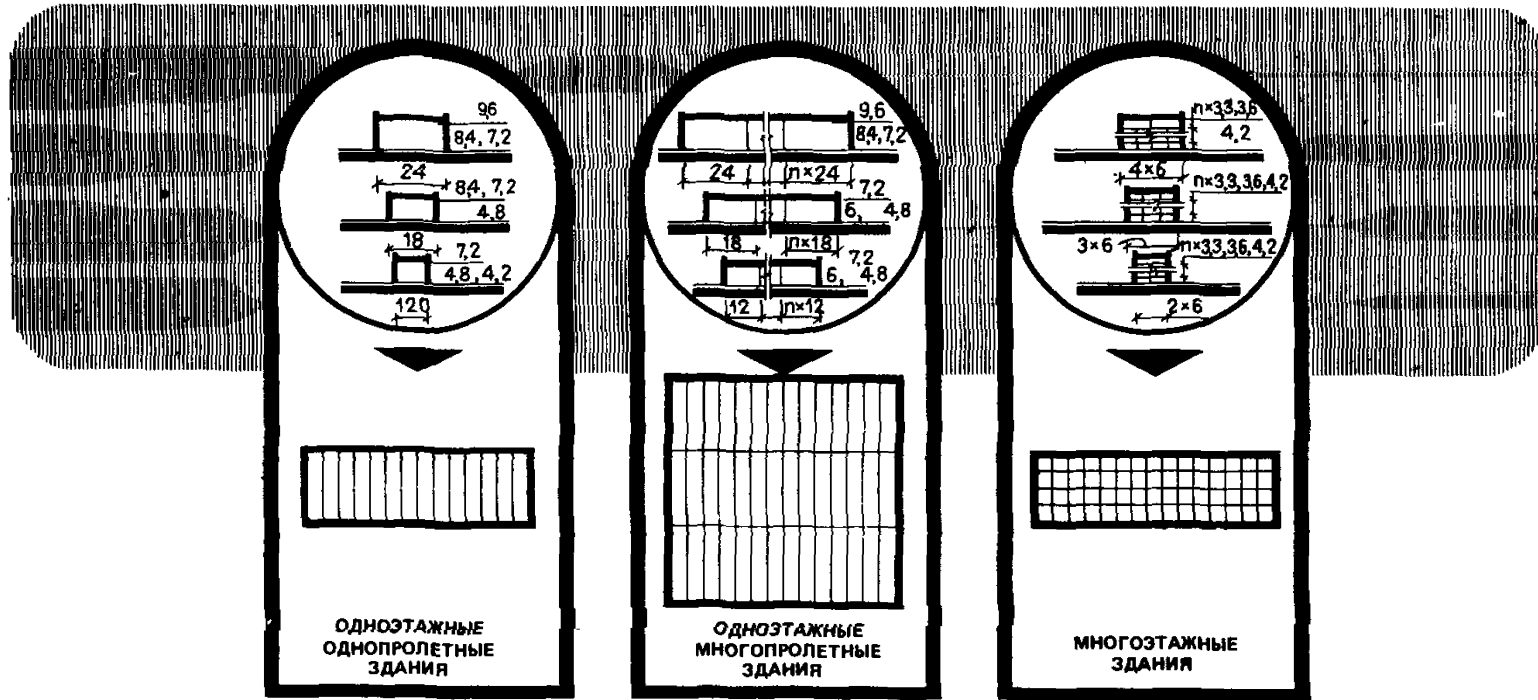 9,6
8,4, 7,2
24
8,4, 7,2
4,8
18
7,2
4,8, 4,2
120
ОДНОЭТАЖНЫЕ
ОДНОПРОЛЕТНЫЕ
ЗДАНИЯ
9,6
8,4, 7,2
24 n×24
7,2
6, 4,8
18 n×18
7,2
6, 4,8
12 n×12
ОДНОЭТАЖНЫЕ
МНОГОПРОЛЕТНЫЕ
ЗДАНИЯ
n×3,3,3,6
4,2
4×6
n×3,3,3,6,4,2
3×6
n×3,3,3,6,4,2
2×6
МНОГОЭТАЖНЫЕ
ЗДАНИЯ